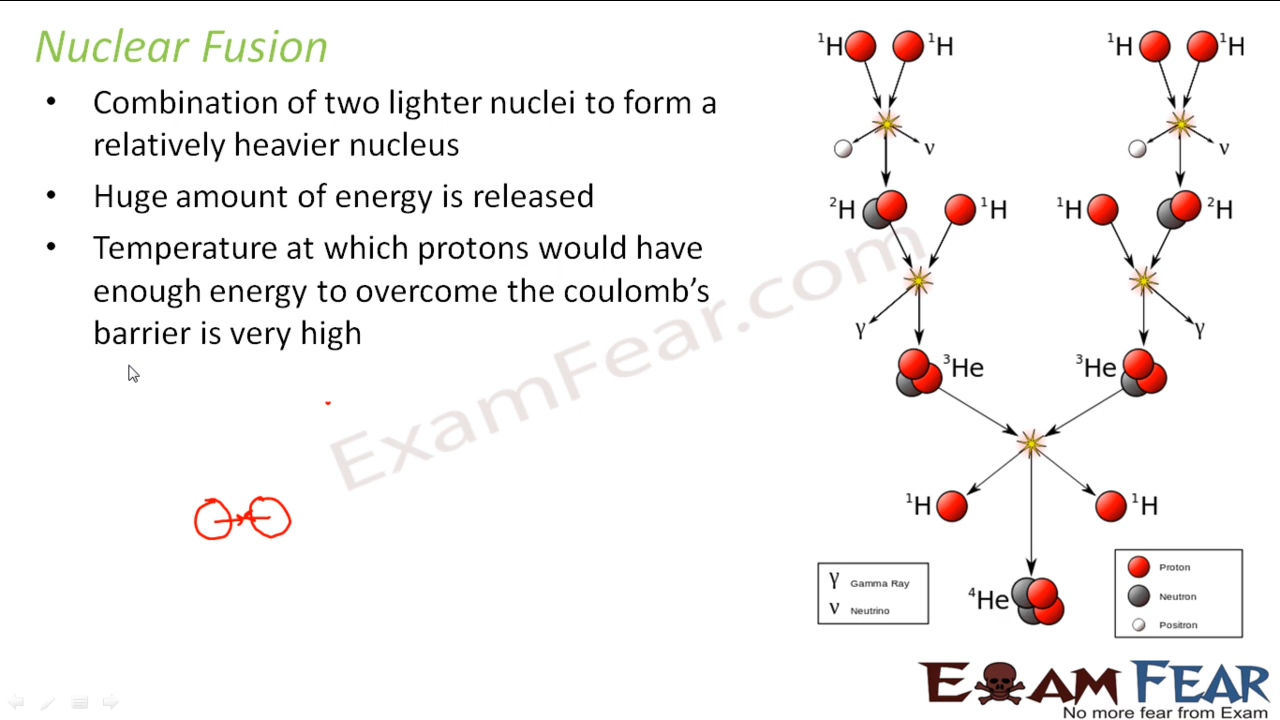 Nuclear Fusion
• Combination of two lighter nuclei to form a
relatively heavier nucleus
• Huge amount of energy is released
• Temperature at which protons would have
enough energy to overcome the coulomb's
barrier is very high
ExamFear.com
¹H ¹H ¹H ¹H
ν ν
²H ¹H ¹H ²H
γ γ
³He ³He
¹H ¹H
⁴He
γ Gamma Ray
ν Neutrino
Proton
Neutron
Positron
EXAM FEAR
No more fear from Exam